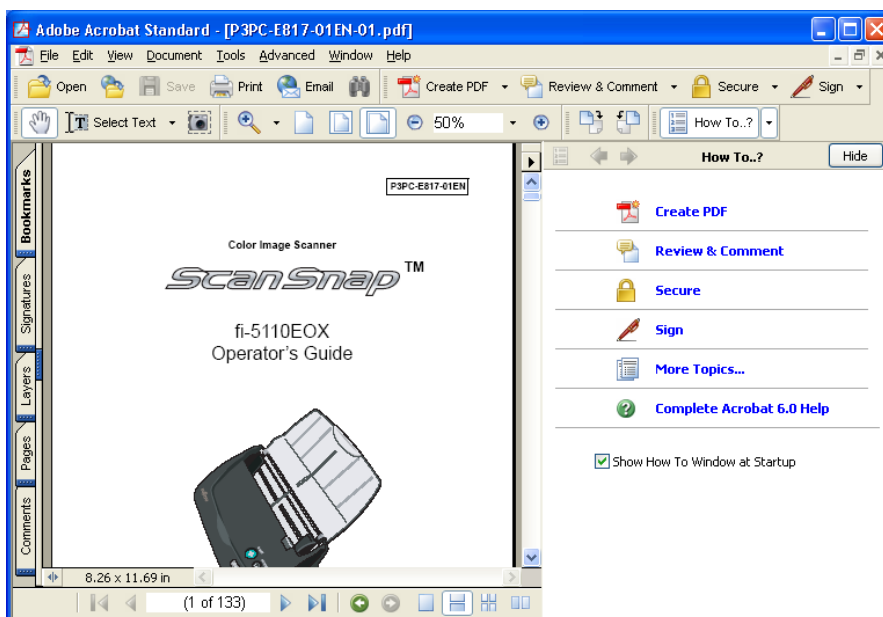 Adobe Acrobat Standard - [P3PC-E817-01EN-01.pdf]
File Edit View Document Tools Advanced Window Help
Open Save Print Email Create PDF Review & Comment Secure Sign
Select Text 50% How To..?
How To..? Hide
Bookmarks
Signatures
Layers
Pages
Comments
P3PC-E817-01EN
Color Image Scanner
ScanSnap TM
fi-5110EOX
Operator's Guide
Create PDF
Review & Comment
Secure
Sign
More Topics...
Complete Acrobat 6.0 Help
Show How To Window at Startup
8.26 x 11.69 in
(1 of 133)